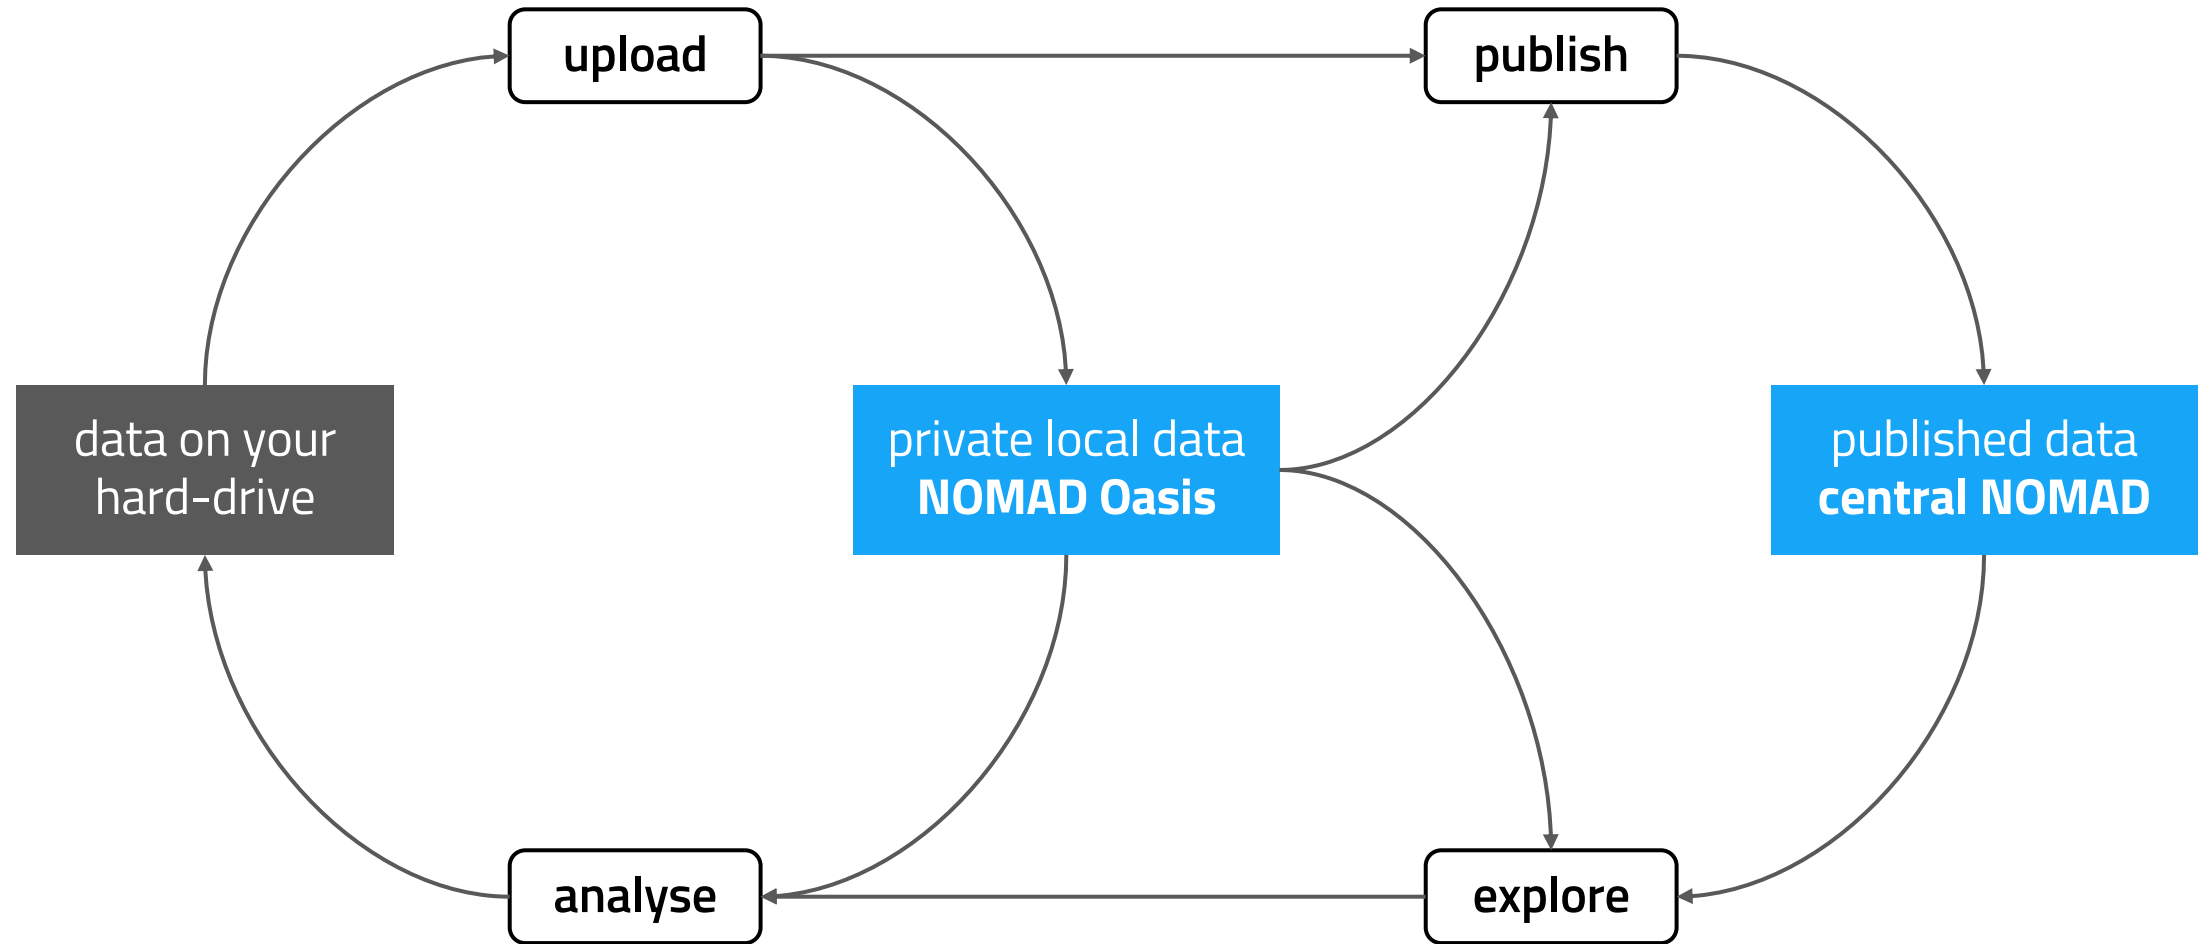 upload
publish
data on your
hard-drive
private local data
NOMAD Oasis
published data
central NOMAD
analyse
explore